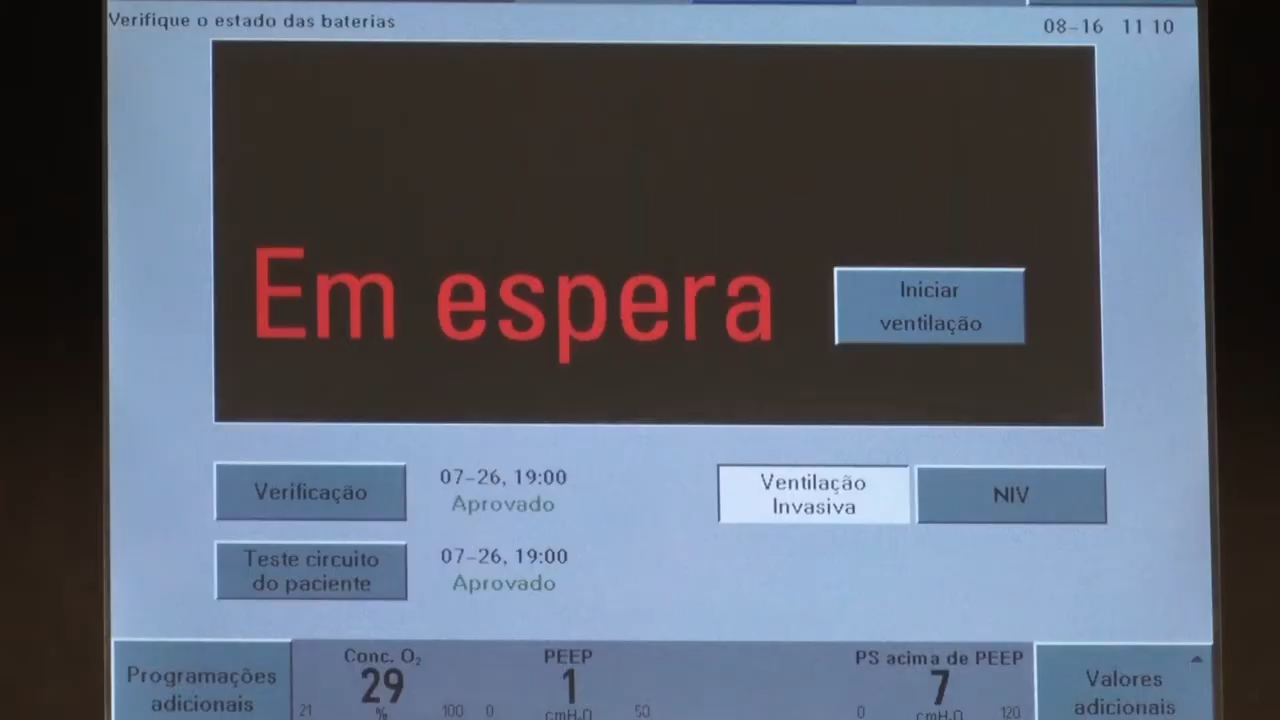 Verifique o estado das baterias
08-16 11 10
Em espera
Iniciar
ventilação
Verificação
07-26, 19:00
Aprovado
Ventilação
Invasiva
NIV
Teste circuito
do paciente
07-26, 19:00
Aprovado
Programações
adicionais
Conc. O₂
29
21 % 100
PEEP
1
0 cmH₂O 50
PS acima de PEEP
7
0 cmH₂O 120
Valores
adicionais